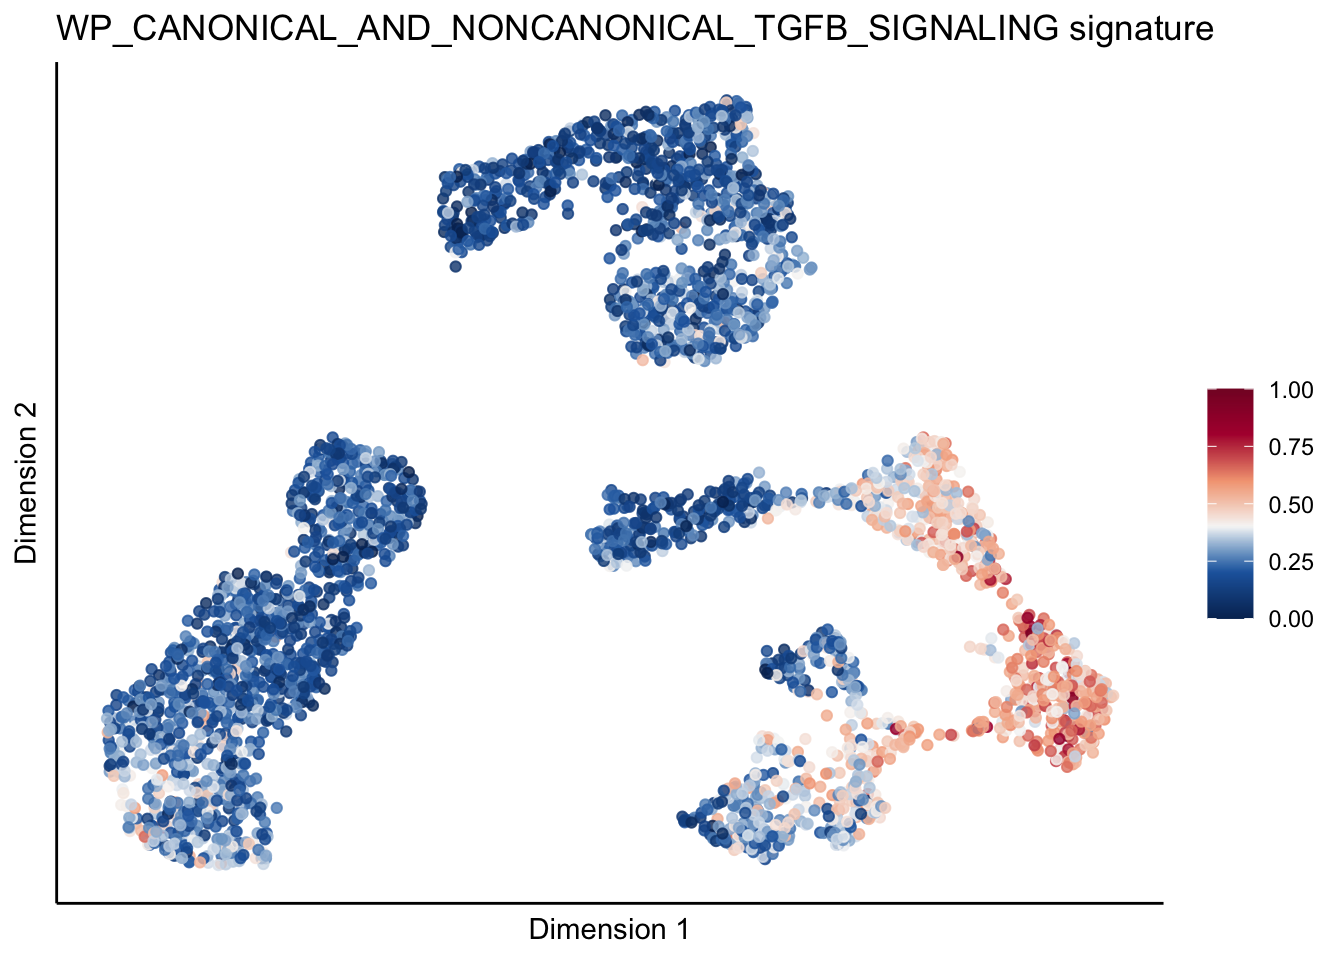 WP_CANONICAL_AND_NONCANONICAL_TGFB_SIGNALING signature
Dimension 2
1.00
0.75
0.50
0.25
0.00
Dimension 1